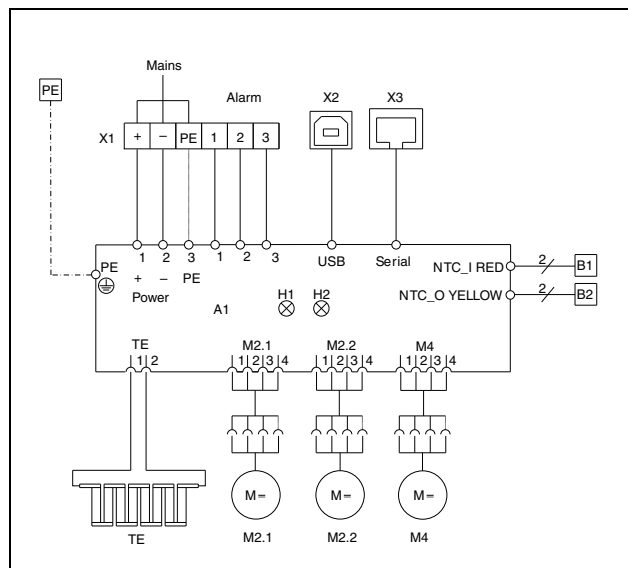 Mains
PE
Alarm
X2
X3
X1
+ − PE 1 2 3
1 2 3 1 2 3
USB
Serial
PE
+ − PE
Power
NTC_I RED
2
B1
NTC_O YELLOW
2
B2
A1
H1
H2
TE
1 2
M2.1
1 2 3 4
M2.2
1 2 3 4
M4
1 2 3 4
M=
M=
M=
TE
M2.1
M2.2
M4